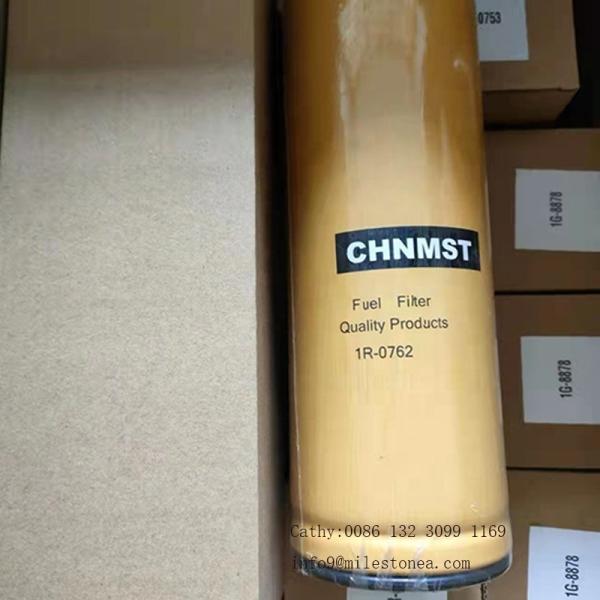 -0753
CHNMST
Fuel Filter
Quality Products
1R-0762
1G-8878
1G-8878
1G-8878
Cathy:0086 132 3099 1169
info9@milestonea.com